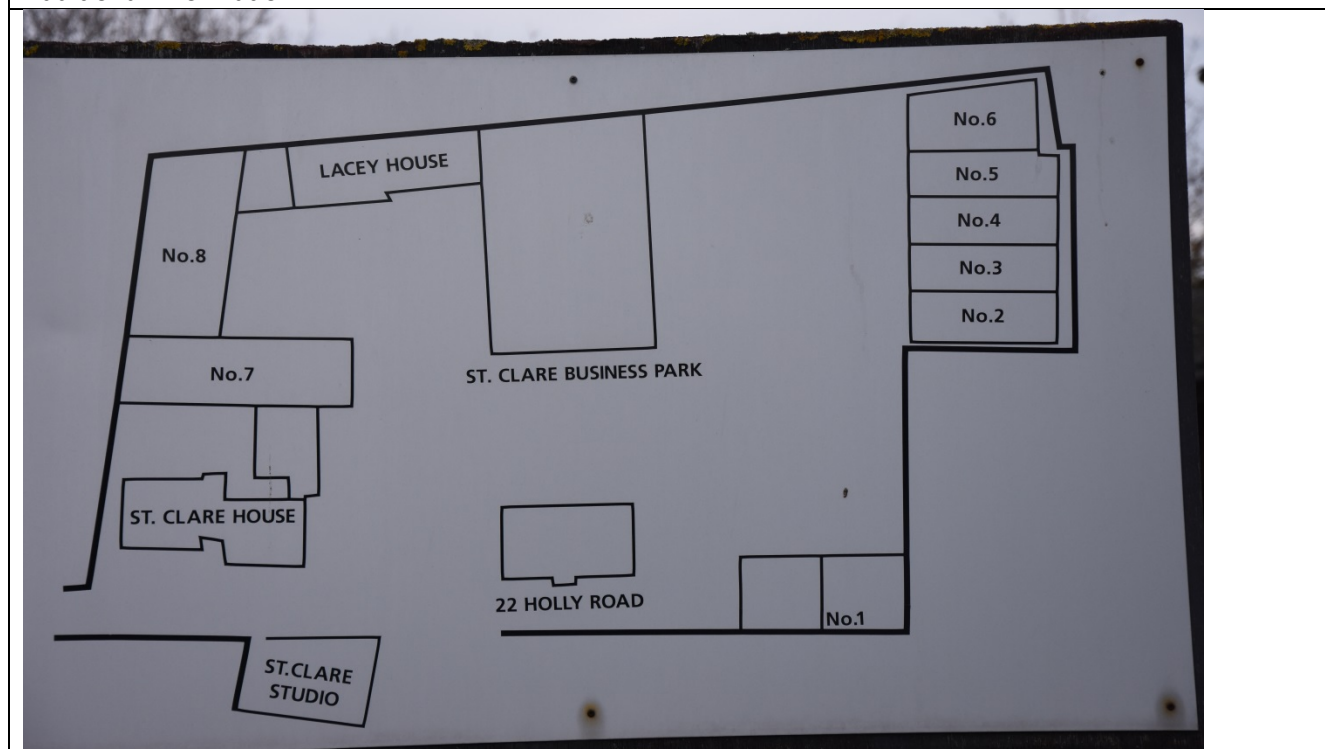 LACEY HOUSE
No.6
No.5
No.4
No.3
No.2
No.8
No.7
ST. CLARE BUSINESS PARK
ST. CLARE HOUSE
22 HOLLY ROAD
No.1
ST.CLARE
STUDIO